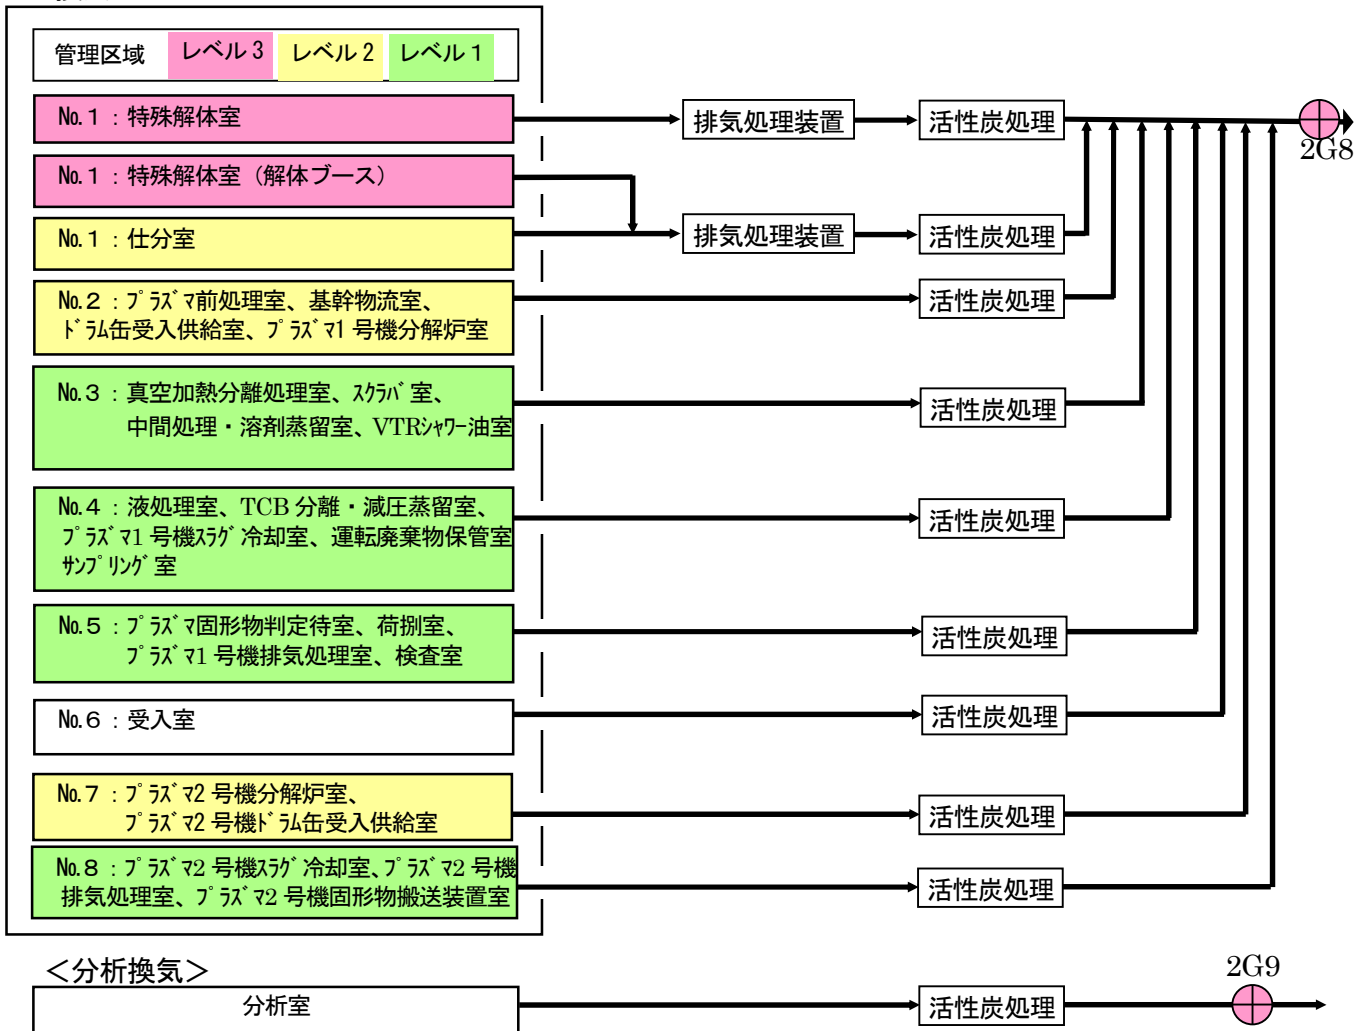 管理区域 レベル3 レベル2 レベル1
No.1：特殊解体室
排気処理装置
活性炭処理
2G8
No.1：特殊解体室（解体ブース）
No.1：仕分室
排気処理装置
活性炭処理
No.2：ﾌﾟﾗｽﾞﾏ前処理室、基幹物流室、
ﾄﾞﾗﾑ缶受入供給室、ﾌﾟﾗｽﾞﾏ1号機分解炉室
活性炭処理
No.3：真空加熱分離処理室、ｽｸﾗﾊﾞ室、
中間処理・溶剤蒸留室、VTRｼｬﾜｰ油室
活性炭処理
No.4：液処理室、TCB分離・減圧蒸留室、
ﾌﾟﾗｽﾞﾏ1号機ｽﾗｸﾞ冷却室、運転廃棄物保管室
ｻﾝﾌﾟﾘﾝｸﾞ室
活性炭処理
No.5：ﾌﾟﾗｽﾞﾏ固形物判定待室、荷捌室、
ﾌﾟﾗｽﾞﾏ1号機排気処理室、検査室
活性炭処理
No.6：受入室
活性炭処理
No.7：ﾌﾟﾗｽﾞﾏ2号機分解炉室、
ﾌﾟﾗｽﾞﾏ2号機ﾄﾞﾗﾑ缶受入供給室
活性炭処理
No.8：ﾌﾟﾗｽﾞﾏ2号機ｽﾗｸﾞ冷却室､ﾌﾟﾗｽﾞﾏ2号機
排気処理室、ﾌﾟﾗｽﾞﾏ2号機固形物搬送装置室
活性炭処理
＜分析換気＞
2G9
分析室
活性炭処理